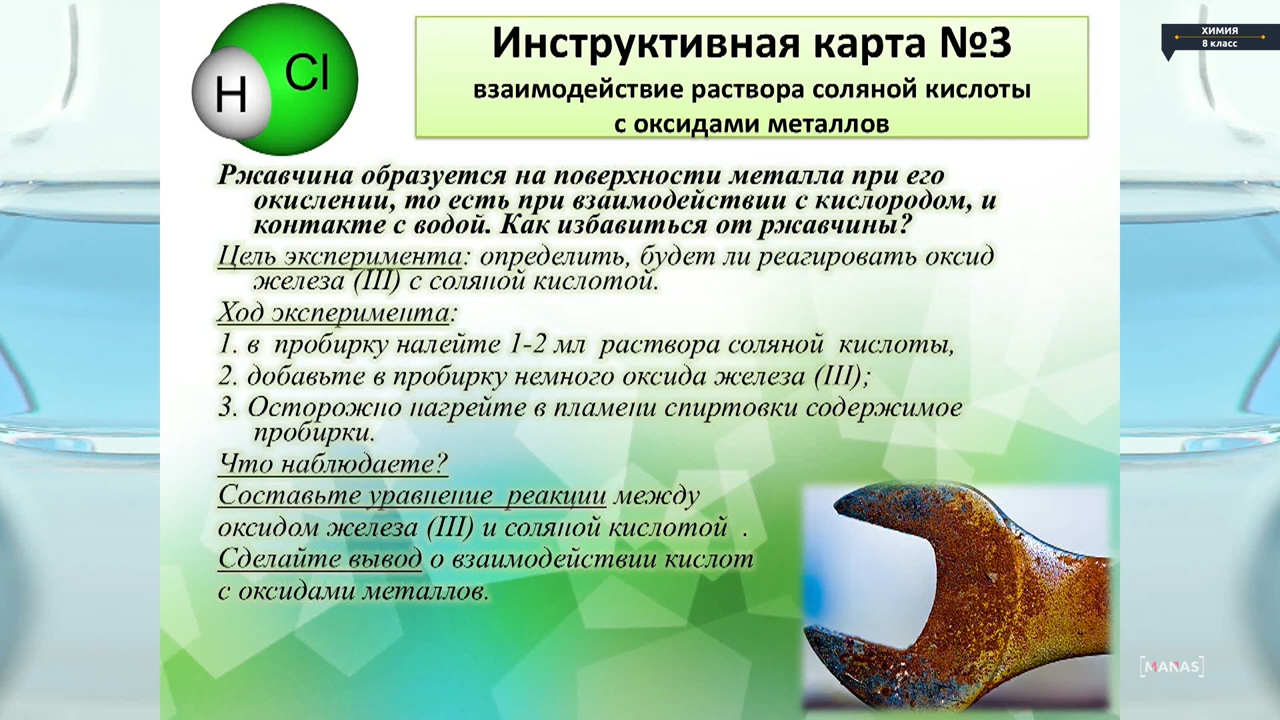 H
Cl
Инструктивная карта №3
взаимодействие раствора соляной кислоты
с оксидами металлов
ХИМИЯ
8 класс
Ржавчина образуется на поверхности металла при его
окислении, то есть при взаимодействии с кислородом, и
контакте с водой. Как избавиться от ржавчины?
Цель эксперимента: определить, будет ли реагировать оксид
железа (III) с соляной кислотой.
Ход эксперимента:
1. в пробирку налейте 1-2 мл раствора соляной кислоты,
2. добавьте в пробирку немного оксида железа (III);
3. Осторожно нагрейте в пламени спиртовки содержимое
пробирки.
Что наблюдаете?
Составьте уравнение реакции между
оксидом железа (III) и соляной кислотой .
Сделайте вывод о взаимодействии кислот
с оксидами металлов.
[MANAS]